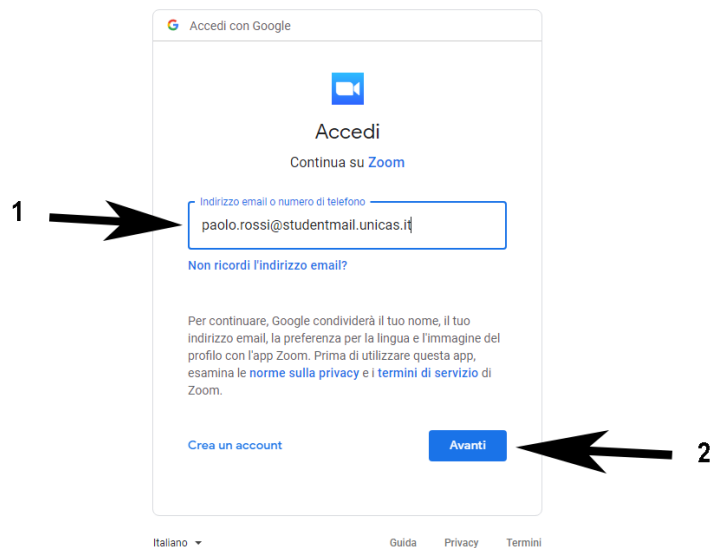 Accedi con Google
Accedi
Continua su Zoom
1
Indirizzo email o numero di telefono
paolo.rossi@studentmail.unicas.it
Non ricordi l'indirizzo email?
Per continuare, Google condividerà il tuo nome, il tuo
indirizzo email, la preferenza per la lingua e l'immagine del
profilo con l'app Zoom. Prima di utilizzare questa app,
esamina le norme sulla privacy e i termini di servizio di
Zoom.
Crea un account
Avanti
2
Italiano
Guida
Privacy
Termini